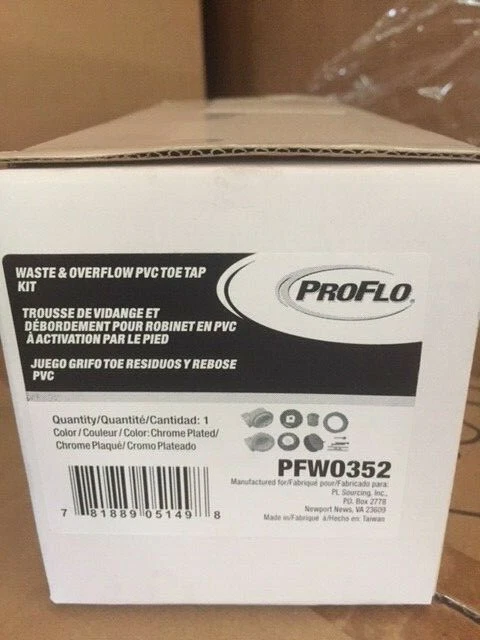 WASTE & OVERFLOW PVC TOE TAP
KIT
TROUSSE DE VIDANGE ET
DÉBORDEMENT POUR ROBINET EN PVC
À ACTIVATION PAR LE PIED
JUEGO GRIFO TOE RESIDUOS Y REBOSE
PVC
PROFLO®
Quantity/Quantité/Cantidad: 1
Color / Couleur / Color: Chrome Plated/
Chrome Plaqué/ Cromo Plateado
PFWO352
Manufactured for/Fabriqué pour/Fabricado para:
PL Sourcing, Inc.,
P.O. Box 2778
Newport News, VA 23609
Made in/Fabriqué à/Hecho en: Taiwan
7 81889 05149 8